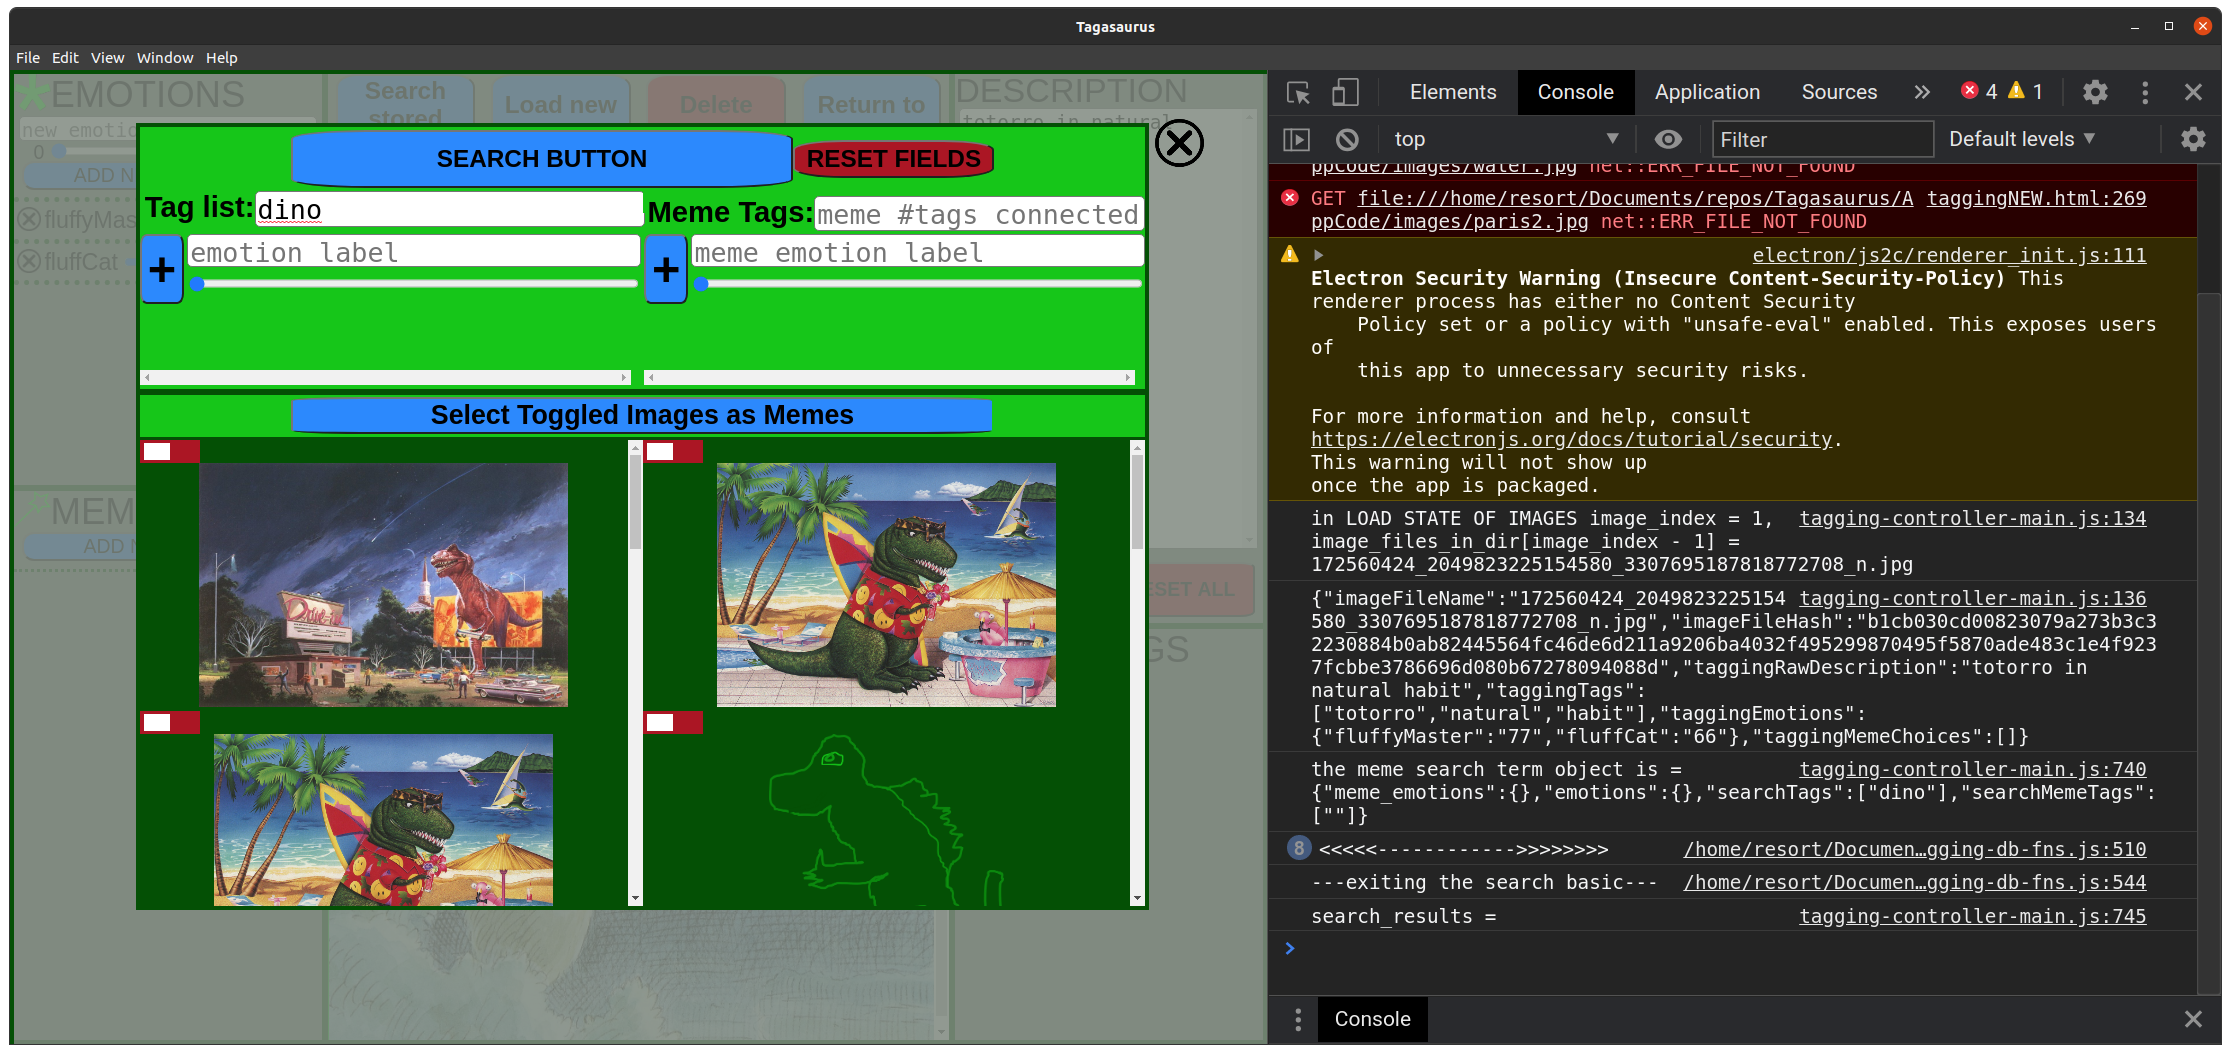 Tagasaurus
File Edit View Window Help
EMOTIONS
new emotic
0
ADD N
fluffyMas
fluffCat
MEM
ADD N
Search
stored
Load new
Delete
Return to
DESCRIPTION
totorro in natural
ESET ALL
GS
SEARCH BUTTON
RESET FIELDS
Tag list:
dino
Meme Tags:
meme #tags connected
+
emotion label
+
meme emotion label
Select Toggled Images as Memes
Drive-in
Elements Console Application Sources » 4 1
top Filter Default levels
ppCode/images/water.jpg net::ERR_FILE_NOT_FOUND
GET file:///home/resort/Documents/repos/Tagasaurus/A taggingNEW.html:269
ppCode/images/paris2.jpg net::ERR_FILE_NOT_FOUND
electron/js2c/renderer_init.js:111
Electron Security Warning (Insecure Content-Security-Policy) This
renderer process has either no Content Security
Policy set or a policy with "unsafe-eval" enabled. This exposes users
of
this app to unnecessary security risks.
For more information and help, consult
https://electronjs.org/docs/tutorial/security.
This warning will not show up
once the app is packaged.
in LOAD STATE OF IMAGES image_index = 1, tagging-controller-main.js:134
image_files_in_dir[image_index - 1] =
172560424_2049823225154580_3307695187818772708_n.jpg
{"imageFileName":"172560424_2049823225154 tagging-controller-main.js:136
580_3307695187818772708_n.jpg","imageFileHash":"b1cb030cd00823079a273b3c3
2230884b0ab82445564fc46de6d211a9206ba4032f495299870495f5870ade483c1e4f923
7fcbbe3786696d080b67278094088d","taggingRawDescription":"totorro in
natural habit","taggingTags":
["totorro","natural","habit"],"taggingEmotions":
{"fluffyMaster":"77","fluffCat":"66"},"taggingMemeChoices":[]}
the meme search term object is = tagging-controller-main.js:740
{"meme_emotions":{},"emotions":{},"searchTags":["dino"],"searchMemeTags":
[""]}
8 <<<<<------------>>>>>>>> /home/resort/Documen…gging-db-fns.js:510
---exiting the search basic--- /home/resort/Documen…gging-db-fns.js:544
search_results = tagging-controller-main.js:745
>
Console